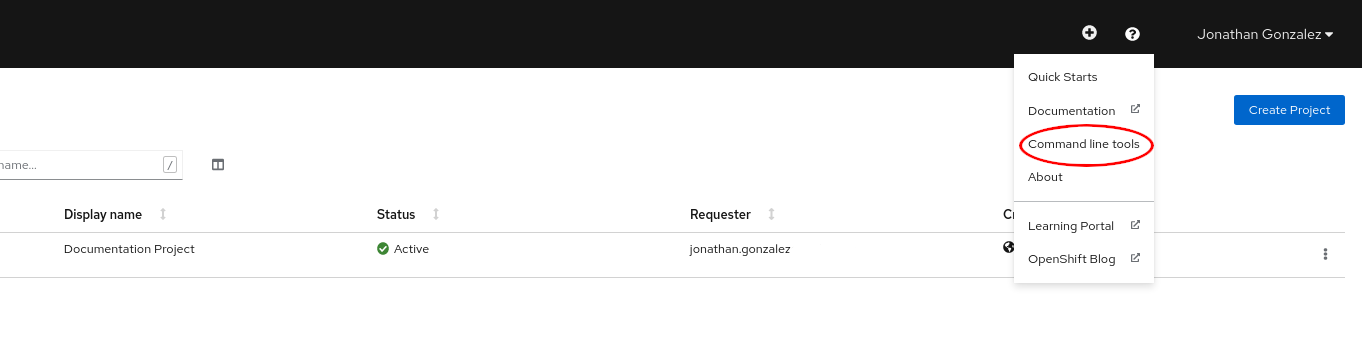 Jonathan Gonzalez
Quick Starts
Documentation
Command line tools
About
Learning Portal
OpenShift Blog
Create Project
name...
/
Display name Status Requester
Documentation Project Active jonathan.gonzalez